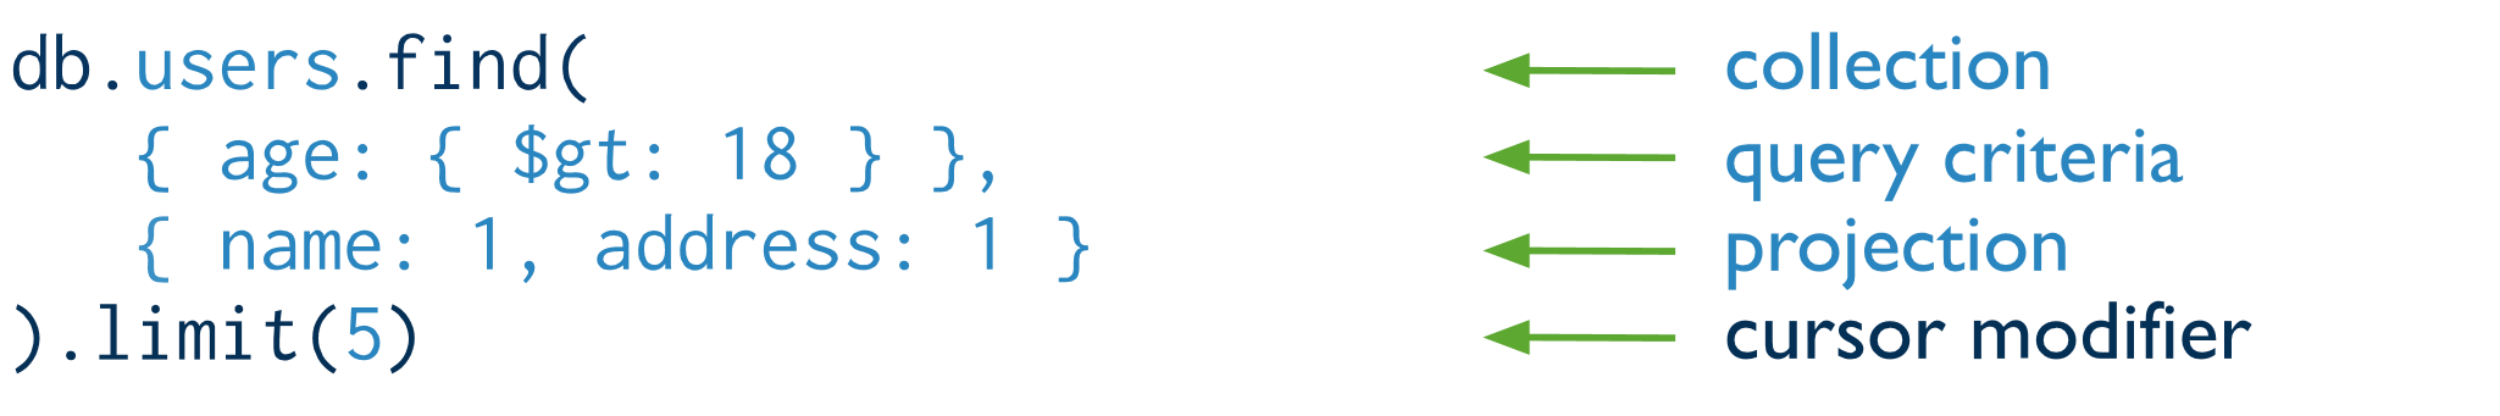 db.users.find( collection
{ age: { $gt: 18 } }, query criteria
{ name: 1, address: 1 } projection
).limit(5) cursor modifier